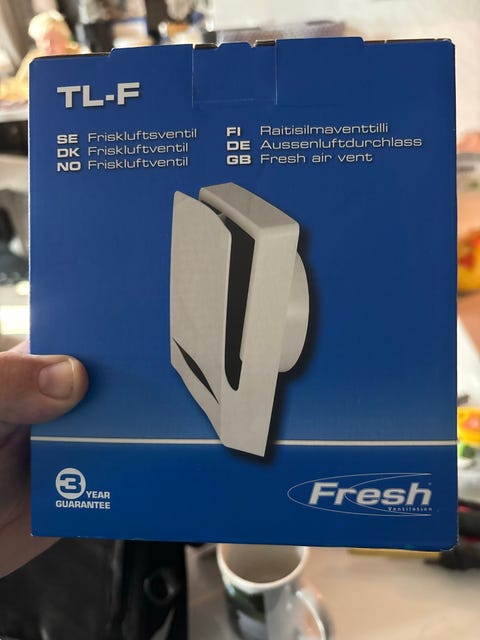 TL-F
SE Friskluftsventil
DK Friskluftventil
NO Friskluftventil
FI Raitisilmaventtilli
DE Aussenluftdurchlass
GB Fresh air vent
3 YEAR
GUARANTEE
Fresh
Ventilation